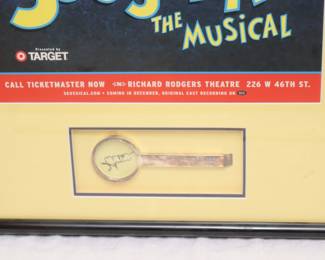 THE MUSICAL
Presented by
TARGET
CALL TICKETMASTER NOW RICHARD RODGERS THEATRE 226 W 46TH ST.
SEUSSICAL.COM • COMING IN DECEMBER, ORIGINAL CAST RECORDING ON